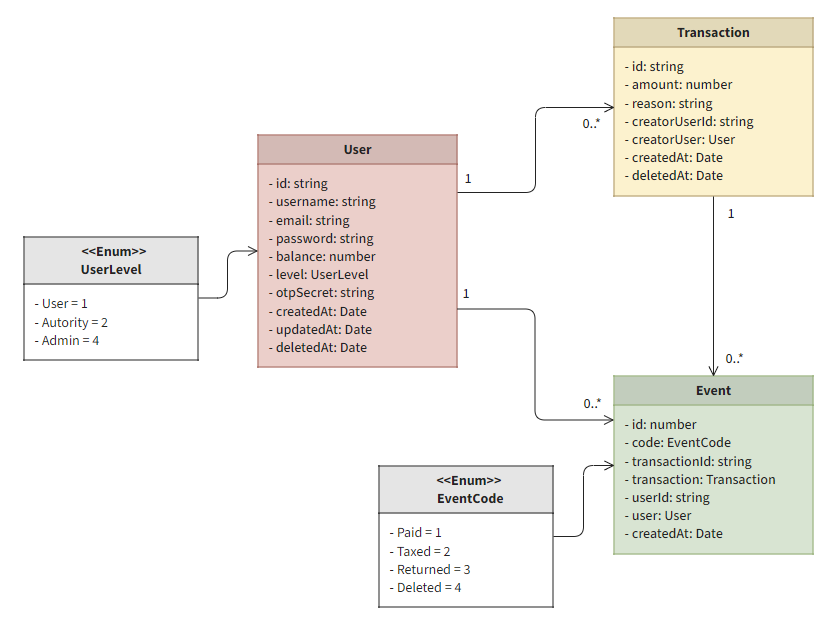 Transaction
- id: string
- amount: number
- reason: string
- creatorUserId: string
- creatorUser: User
- createdAt: Date
- deletedAt: Date
0..*
1
User
- id: string
- username: string
- email: string
- password: string
- balance: number
- level: UserLevel
- otpSecret: string
- createdAt: Date
- updatedAt: Date
- deletedAt: Date
1
1
0..*
<<Enum>>
UserLevel
- User = 1
- Autority = 2
- Admin = 4
0..*
Event
- id: number
- code: EventCode
- transactionId: string
- transaction: Transaction
- userId: string
- user: User
- createdAt: Date
<<Enum>>
EventCode
- Paid = 1
- Taxed = 2
- Returned = 3
- Deleted = 4